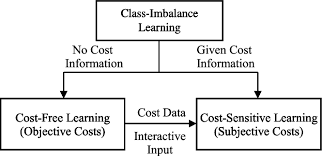 Class-Imbalance
Learning
No Cost
Information
Given Cost
Information
Cost-Free Learning
(Objective Costs)
Cost Data
Interactive
Input
Cost-Sensitive Learning
(Subjective Costs)